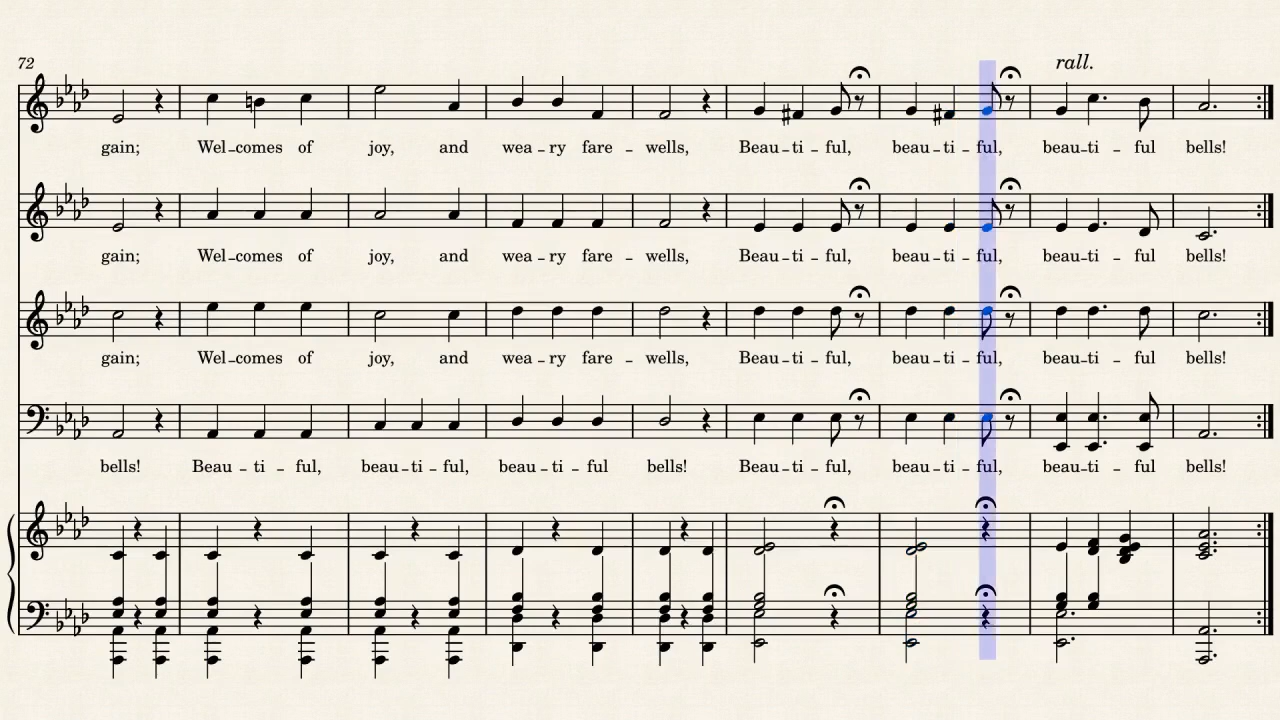 72
rall.
gain; Wel-comes of joy, and wea-ry fare-wells, Beau-ti-ful, beau-ti-ful, beau-ti-ful bells!
gain; Wel-comes of joy, and wea-ry fare-wells, Beau-ti-ful, beau-ti-ful, beau-ti-ful bells!
gain; Wel-comes of joy, and wea-ry fare-wells, Beau-ti-ful, beau-ti-ful, beau-ti-ful bells!
bells! Beau-ti-ful, beau-ti-ful, beau-ti-ful bells! Beau-ti-ful, beau-ti-ful, beau-ti-ful bells!